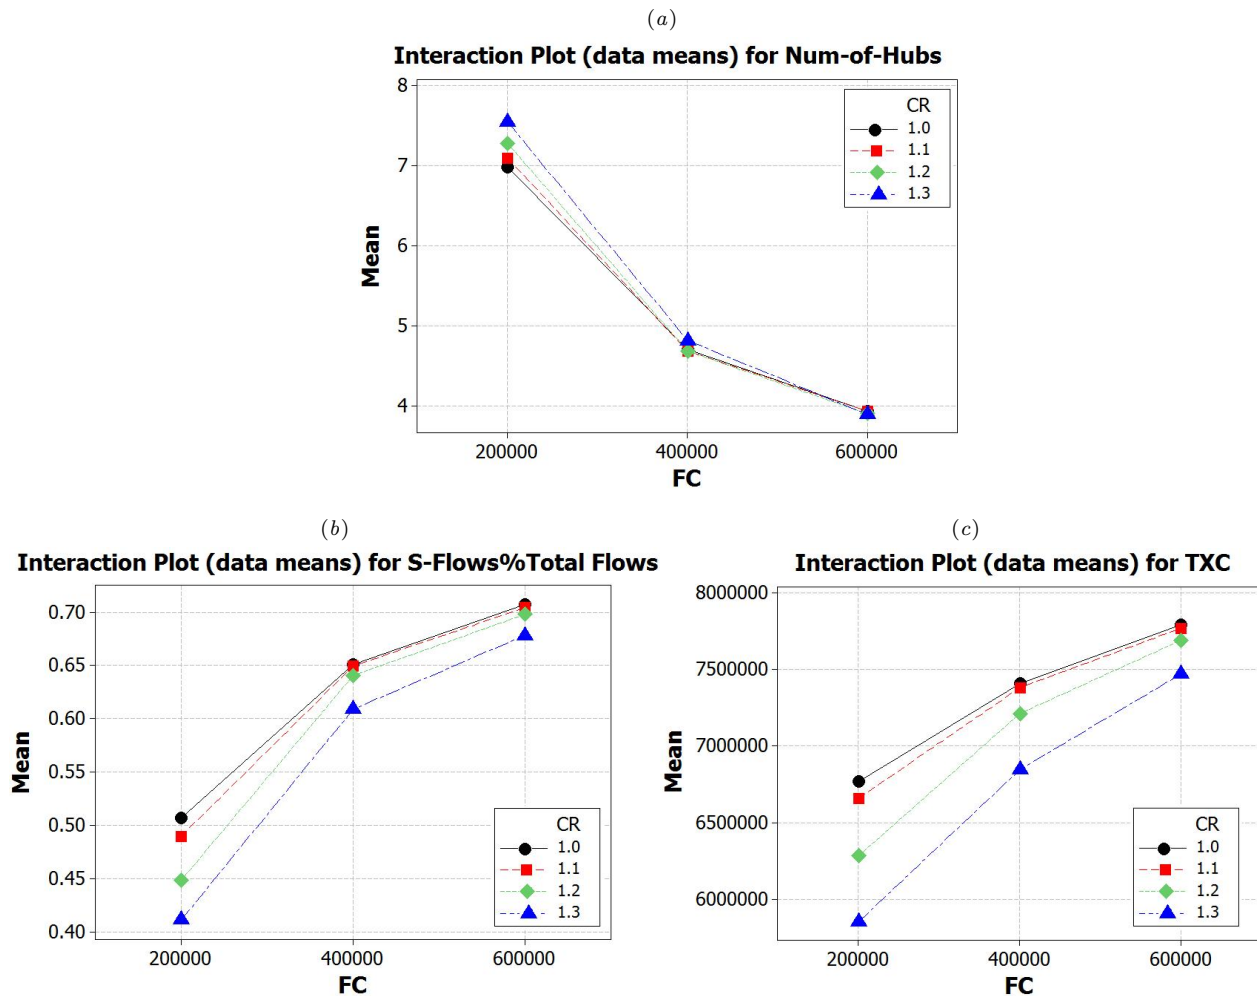 (a)
Interaction Plot (data means) for Num-of-Hubs
8
7
6
5
4
Mean
CR
1.0
1.1
1.2
1.3
200000 400000 600000
FC
(b)
Interaction Plot (data means) for S-Flows%Total Flows
0.70
0.65
0.60
0.55
0.50
0.45
0.40
Mean
CR
1.0
1.1
1.2
1.3
200000 400000 600000
FC
(c)
Interaction Plot (data means) for TXC
8000000
7500000
7000000
6500000
6000000
Mean
CR
1.0
1.1
1.2
1.3
200000 400000 600000
FC